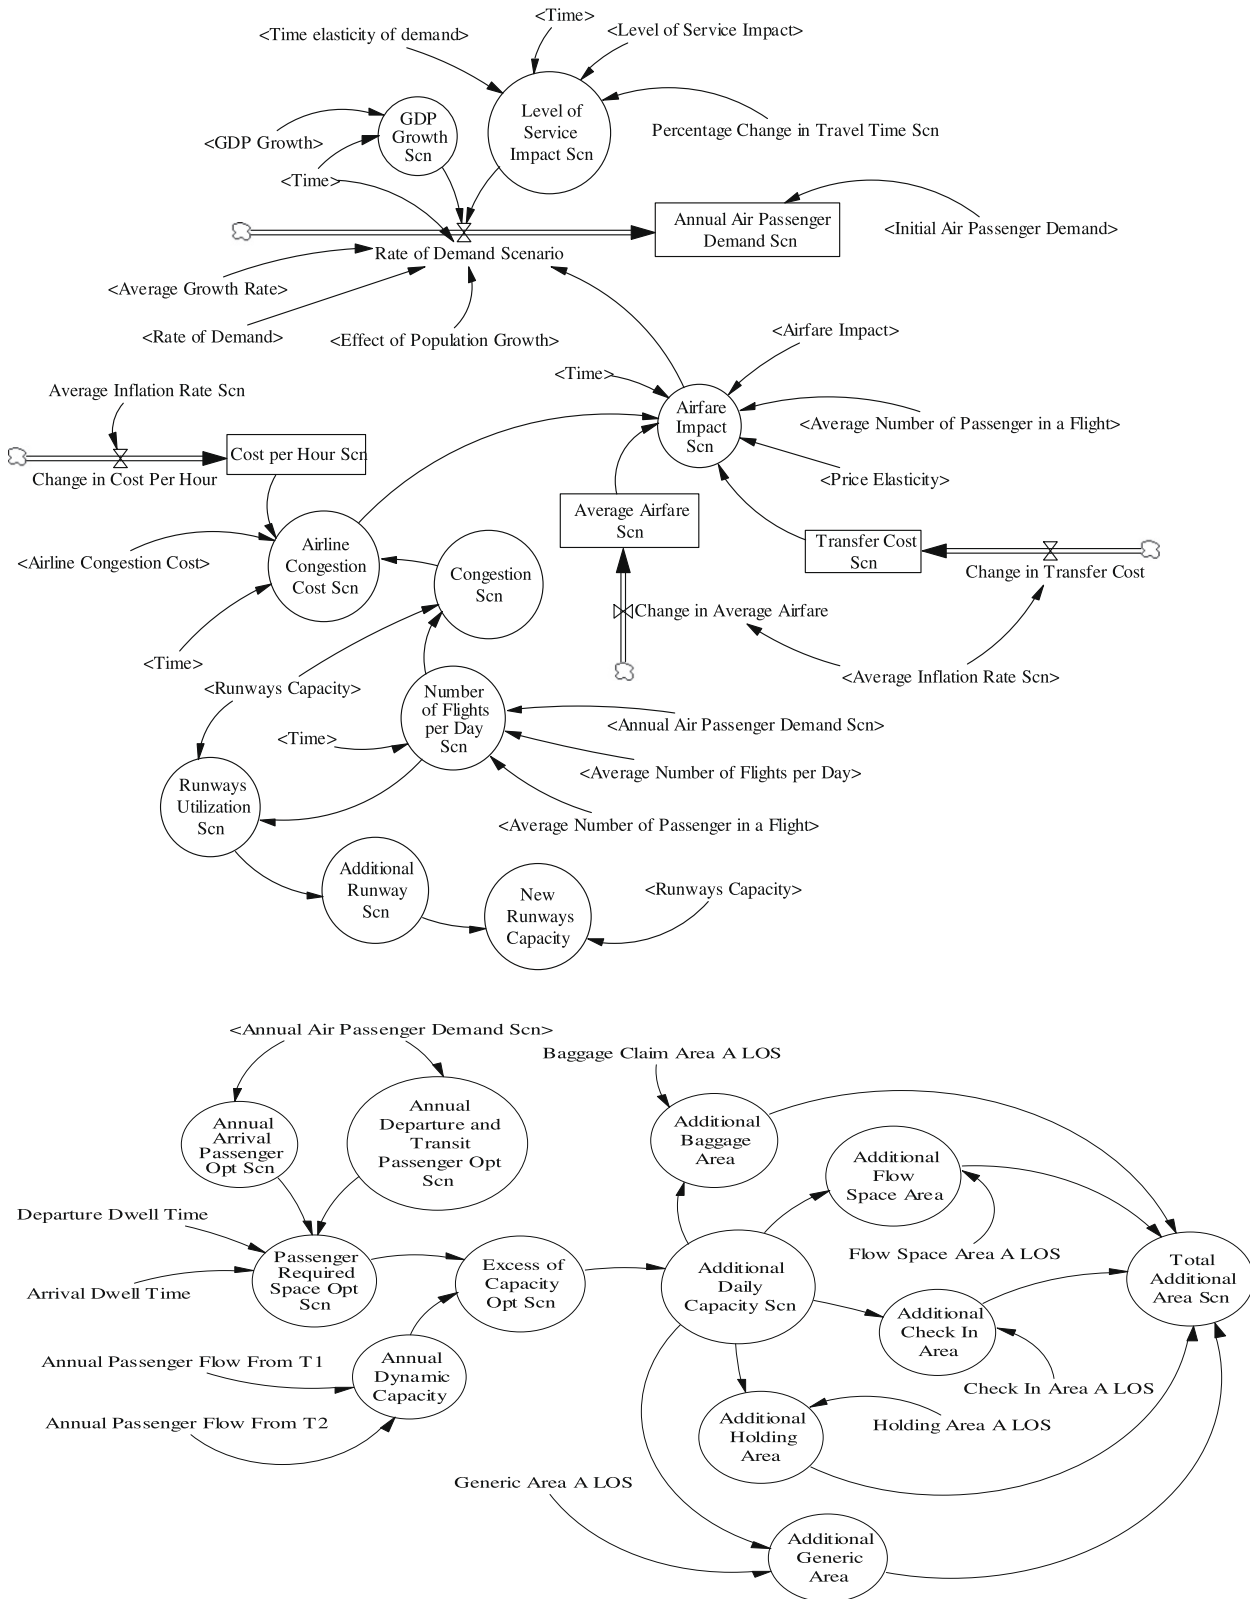 <Time>
<Time elasticity of demand>
<Level of Service Impact>
Level of
Service
Impact Scn
GDP
Growth
Scn
Percentage Change in Travel Time Scn
<GDP Growth>
<Time>
Annual Air Passenger
Demand Scn
<Initial Air Passenger Demand>
Rate of Demand Scenario
<Average Growth Rate>
<Rate of Demand>
<Effect of Population Growth>
<Airfare Impact>
<Time>
Average Inflation Rate Scn
Airfare
Impact
Scn
<Average Number of Passenger in a Flight>
Cost per Hour Scn
Change in Cost Per Hour
<Price Elasticity>
Average Airfare
Scn
Transfer Cost
Scn
Change in Transfer Cost
<Airline Congestion Cost>
Airline
Congestion
Cost Scn
Congestion
Scn
Change in Average Airfare
<Time>
<Average Inflation Rate Scn>
<Runways Capacity>
Number
of Flights
per Day
Scn
<Annual Air Passenger Demand Scn>
<Time>
<Average Number of Flights per Day>
Runways
Utilization
Scn
<Average Number of Passenger in a Flight>
Additional
Runway
Scn
New
Runways
Capacity
<Runways Capacity>
<Annual Air Passenger Demand Scn>
Baggage Claim Area A LOS
Annual
Arrival
Passenger
Opt Scn
Annual
Departure and
Transit
Passenger Opt
Scn
Additional
Baggage
Area
Additional
Flow
Space Area
Departure Dwell Time
Flow Space Area A LOS
Passenger
Required
Space Opt
Scn
Excess of
Capacity
Opt Scn
Additional
Daily
Capacity Scn
Total
Additional
Area Scn
Arrival Dwell Time
Additional
Check In
Area
Annual Passenger Flow From T1
Annual
Dynamic
Capacity
Check In Area A LOS
Annual Passenger Flow From T2
Additional
Holding
Area
Holding Area A LOS
Generic Area A LOS
Additional
Generic
Area